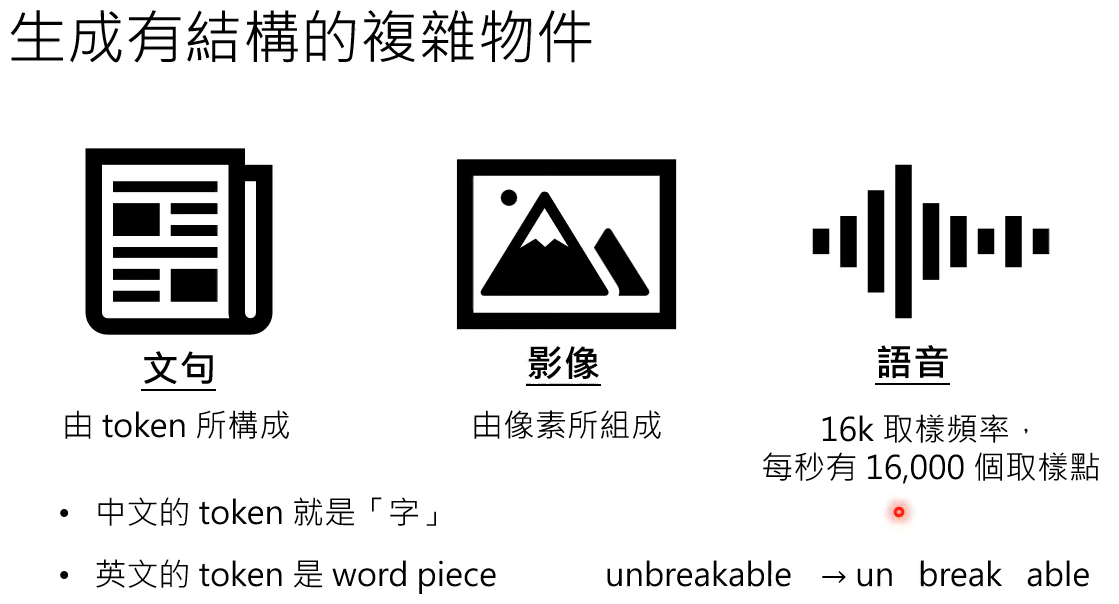 生成有結構的複雜物件
文句
由 token 所構成
影像
由像素所組成
語音
16k 取樣頻率，
每秒有 16,000 個取樣點
• 中文的 token 就是「字」
• 英文的 token 是 word piece
unbreakable → un break able